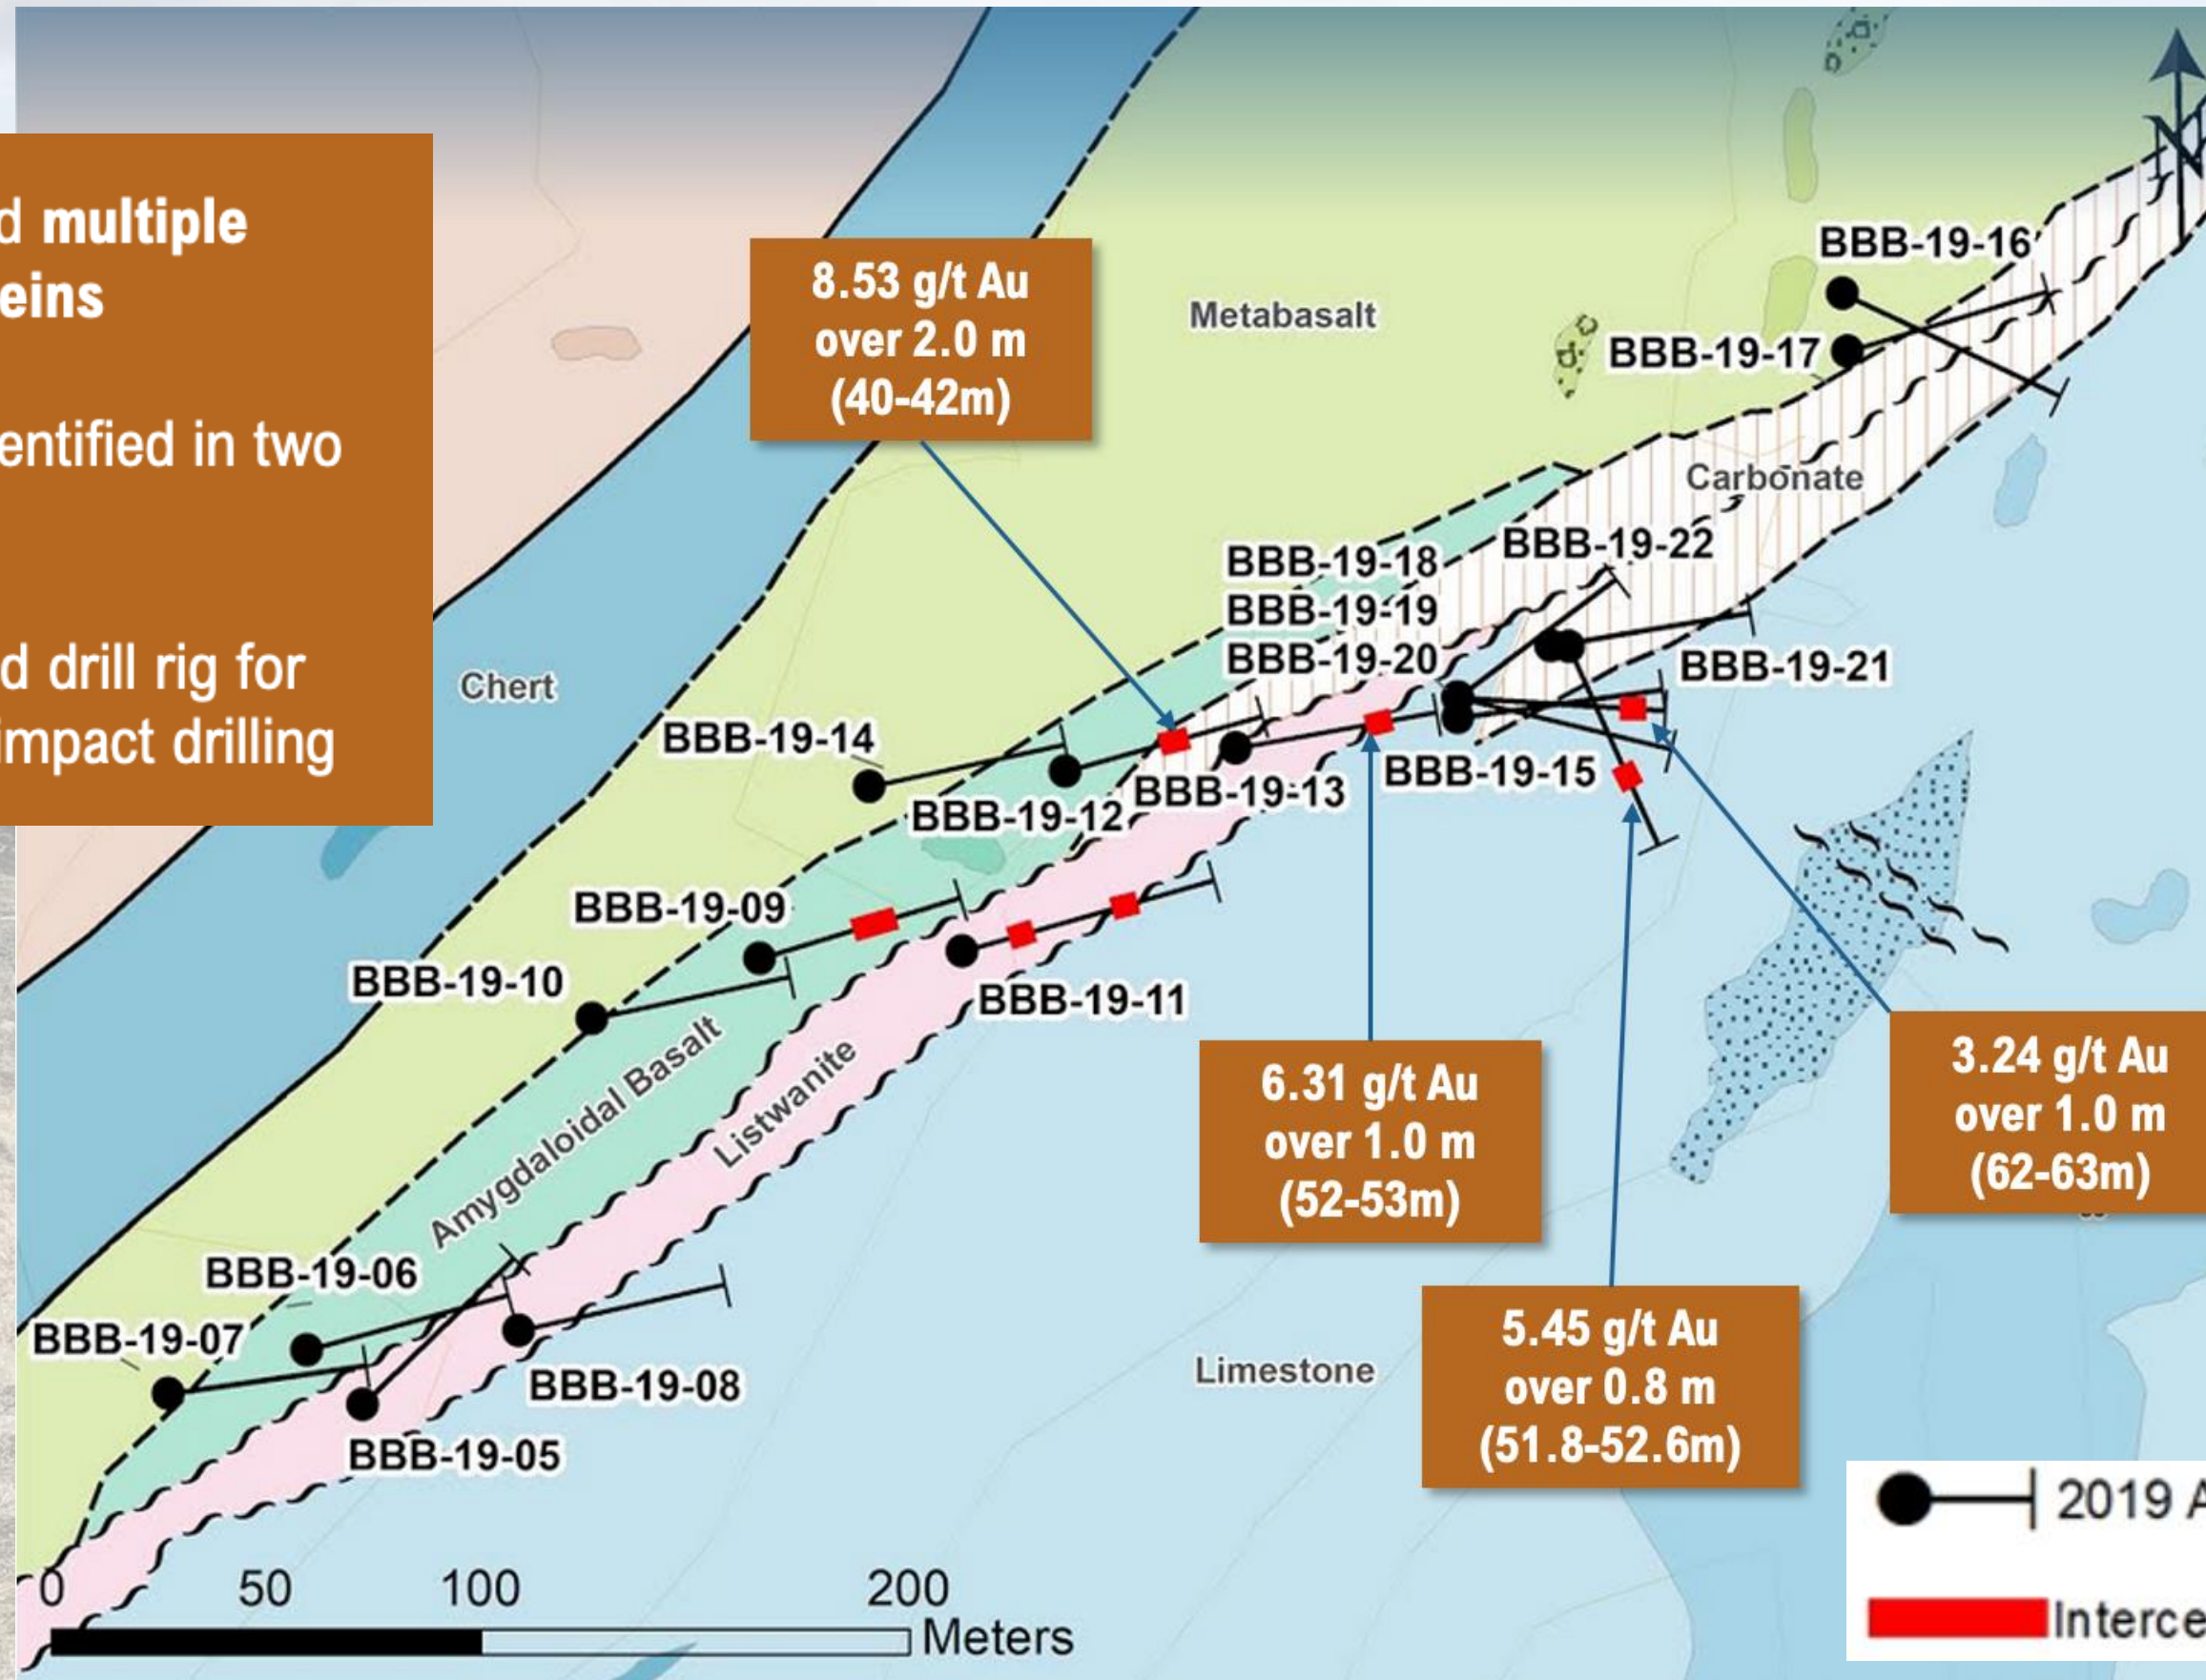 d multiple
eins
entified in two
d drill rig for
impact drilling
8.53 g/t Au
over 2.0 m
(40-42m)
Metabasalt
N
BBB-19-16
BBB-19-17
Carbonate
BBB-19-18
BBB-19-19
BBB-19-20
BBB-19-22
BBB-19-21
Chert
BBB-19-14
BBB-19-12
BBB-19-13
BBB-19-15
BBB-19-09
BBB-19-10
BBB-19-11
Amygdaloidal Basalt
Listwanite
6.31 g/t Au
over 1.0 m
(52-53m)
3.24 g/t Au
over 1.0 m
(62-63m)
BBB-19-06
BBB-19-07
BBB-19-08
BBB-19-05
Limestone
5.45 g/t Au
over 0.8 m
(51.8-52.6m)
0 50 100 200
Meters
2019 A
Interce